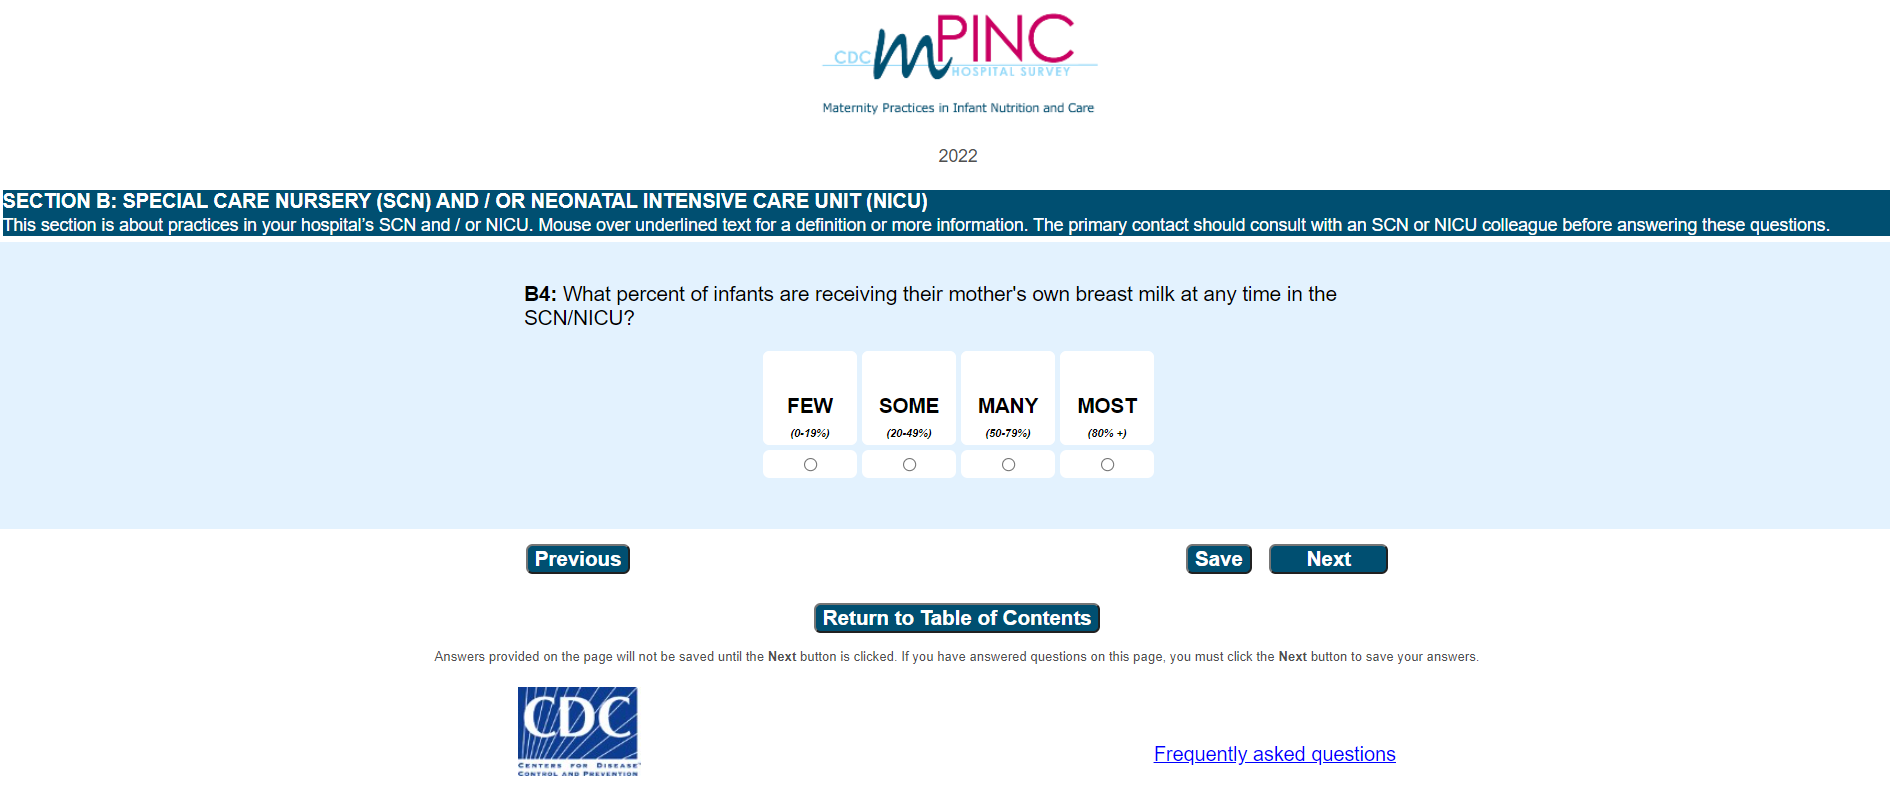 CDC mPINC
HOSPITAL SURVEY
Maternity Practices in Infant Nutrition and Care
2022
SECTION B: SPECIAL CARE NURSERY (SCN) AND / OR NEONATAL INTENSIVE CARE UNIT (NICU)
This section is about practices in your hospital's SCN and / or NICU. Mouse over underlined text for a definition or more information. The primary contact should consult with an SCN or NICU colleague before answering these questions.
B4: What percent of infants are receiving their mother's own breast milk at any time in the
SCN/NICU?
FEW SOME MANY MOST
(0-19%) (20-49%) (50-79%) (80% +)
Previous Save Next
Return to Table of Contents
Answers provided on the page will not be saved until the Next button is clicked. If you have answered questions on this page, you must click the Next button to save your answers.
CDC
CENTERS FOR DISEASE™
CONTROL AND PREVENTION
Frequently asked questions